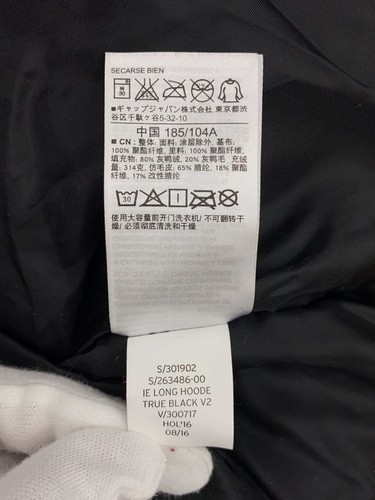 SECARSE BIEN
M
30
■ギャップジャパン株式会社 東京都渋
谷区千駄ヶ谷5-32-10
中国 185/104A
■ CN: 整体: 面料: 涂层除外, 基布:
100% 聚酯纤维, 里料: 100% 聚酯纤维,
填充物: 80% 灰鸭绒, 20% 灰鸭毛 充绒
量: 314克, 仿毛皮: 65% 腈纶, 18% 聚酯
纤维, 17% 改性腈纶
30
使用大容量前开门洗衣机/ 不可翻转干
燥/ 必须彻底清洗和干燥
S/301902
S/263486-00
IE LONG HOODE
TRUE BLACK V2
V/300717
HOL'16
08/16